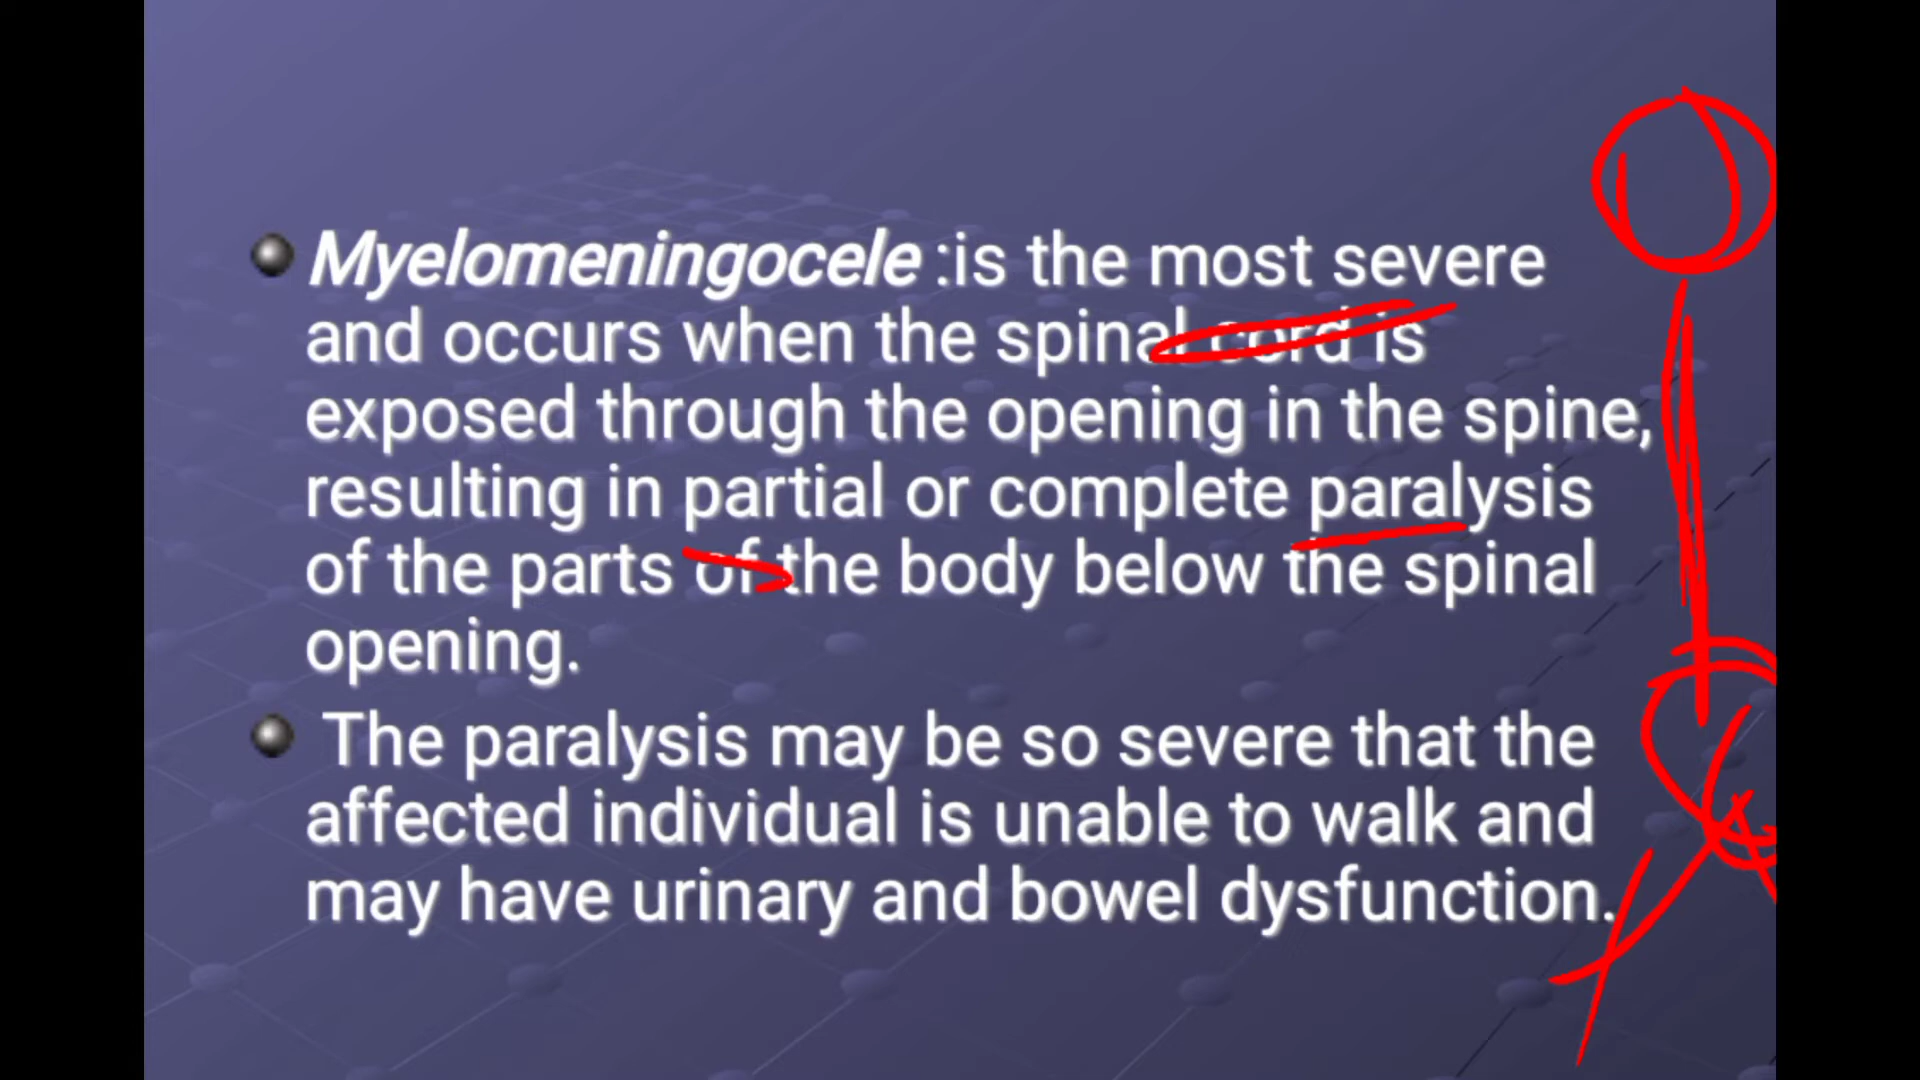 Myelomeningocele :is the most severe
and occurs when the spinal cord is
exposed through the opening in the spine,
resulting in partial or complete paralysis
of the parts of the body below the spinal
opening.
The paralysis may be so severe that the
affected individual is unable to walk and
may have urinary and bowel dysfunction.